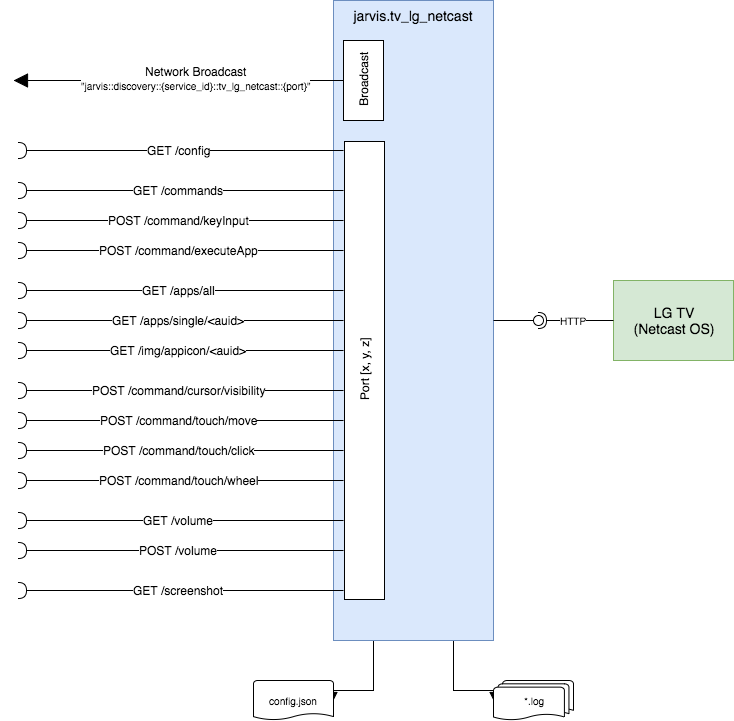 jarvis.tv_lg_netcast
Broadcast
Network Broadcast
"jarvis::discovery::{service_id}::tv_lg_netcast::{port}"
GET /config
GET /commands
POST /command/keyInput
POST /command/executeApp
GET /apps/all
GET /apps/single/<auid>
GET /img/appicon/<auid>
POST /command/cursor/visibility
POST /command/touch/move
POST /command/touch/click
POST /command/touch/wheel
GET /volume
POST /volume
GET /screenshot
Port [x, y, z]
HTTP
LG TV
(Netcast OS)
config.json
*.log